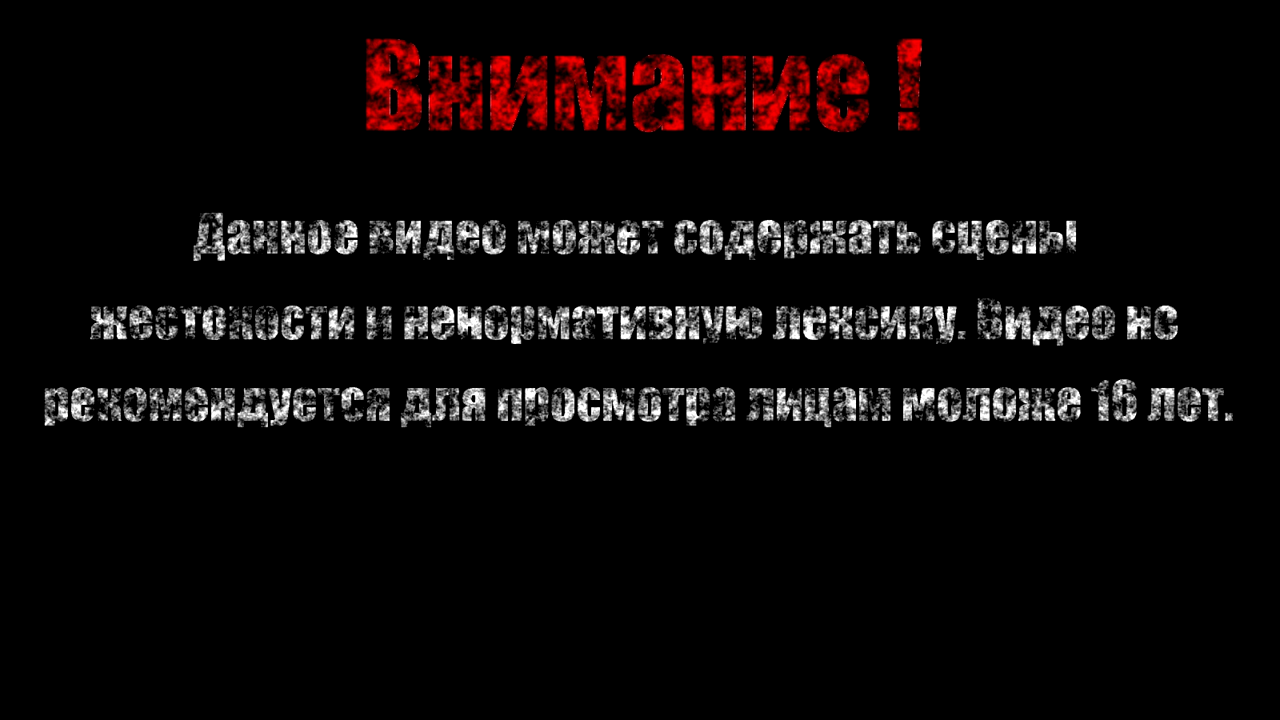 Внимание !
Данное видео может содержать сцены
жестокости и ненормативную лексику. Видео не
рекомендуется для просмотра лицам моложе 16 лет.